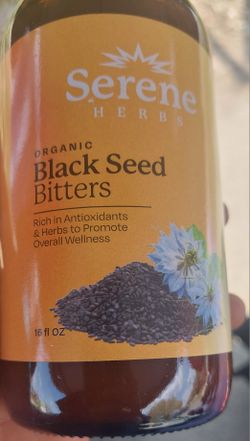 Serene
HERBS
ORGANIC
Black Seed
Bitters
Rich in Antioxidants
& Herbs to Promote
Overall Wellness
16 fl OZ